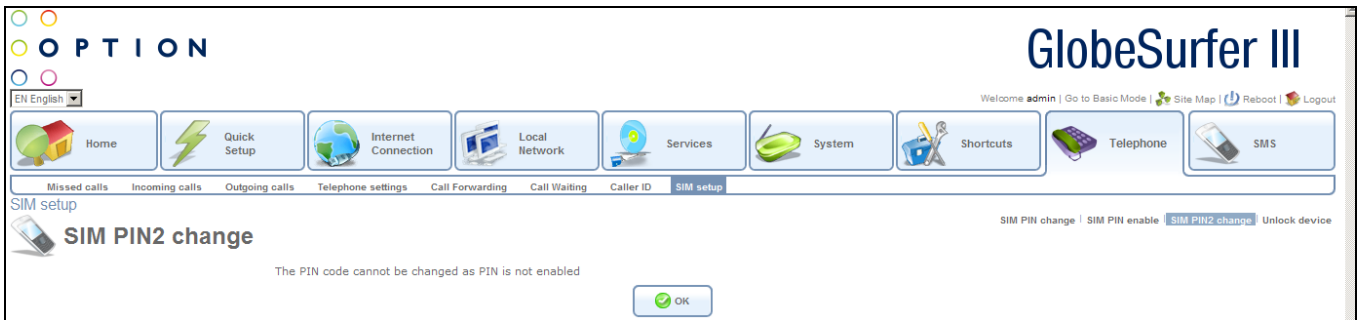 OPTION
GlobeSurfer III
EN English
Welcome admin | Go to Basic Mode | Site Map | Reboot | Logout
Home
Quick Setup
Internet Connection
Local Network
Services
System
Shortcuts
Telephone
SMS
Missed calls Incoming calls Outgoing calls Telephone settings Call Forwarding Call Waiting Caller ID SIM setup
SIM setup
SIM PIN change | SIM PIN enable | SIM PIN2 change | Unlock device
SIM PIN2 change
The PIN code cannot be changed as PIN is not enabled
OK